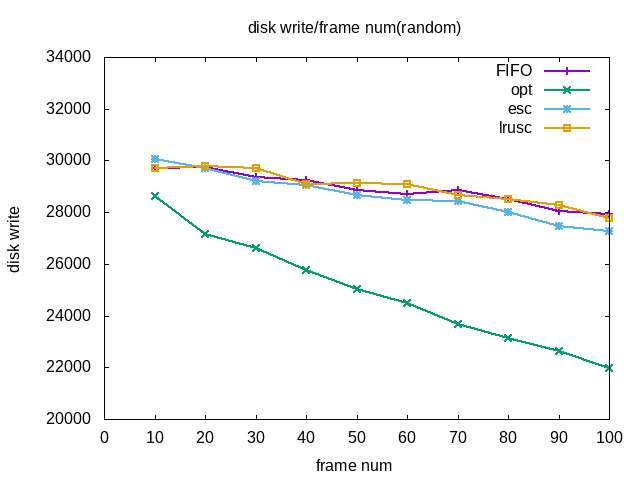 disk write/frame num(random)
34000
32000
30000
28000
26000
24000
22000
20000
disk write
FIFO
opt
esc
lrusc
0 10 20 30 40 50 60 70 80 90 100
frame num